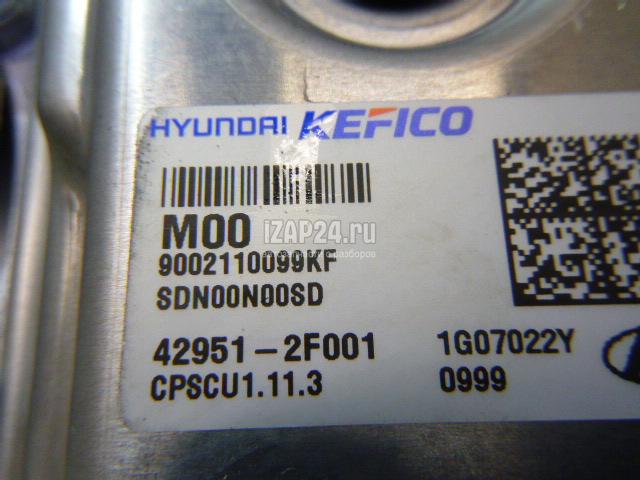 HYUNDAI KEFICO
M00
9002110099KF
SDN00N00SD
42951-2F001 1G07022Y
CPSCU1.11.3 0999
iZAP24.ru